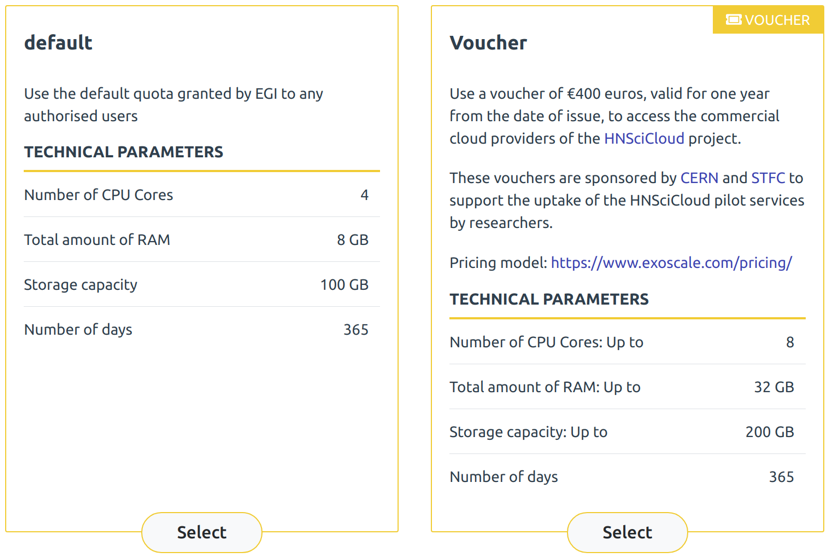 default
Use the default quota granted by EGI to any
authorised users
TECHNICAL PARAMETERS
Number of CPU Cores 4
Total amount of RAM 8 GB
Storage capacity 100 GB
Number of days 365
Select
VOUCHER
Voucher
Use a voucher of €400 euros, valid for one year
from the date of issue, to access the commercial
cloud providers of the HNSciCloud project.
These vouchers are sponsored by CERN and STFC to
support the uptake of the HNSciCloud pilot services
by researchers.
Pricing model: https://www.exoscale.com/pricing/
TECHNICAL PARAMETERS
Number of CPU Cores: Up to 8
Total amount of RAM: Up to 32 GB
Storage capacity: Up to 200 GB
Number of days 365
Select